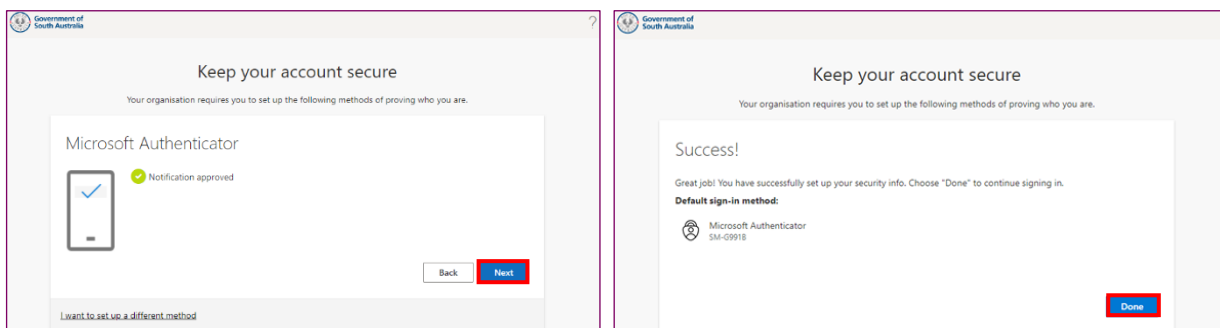 Government of
South Australia
?
Keep your account secure
Your organisation requires you to set up the following methods of proving who you are.
Microsoft Authenticator
Notification approved
Back
Next
I want to set up a different method
Government of
South Australia
Keep your account secure
Your organisation requires you to set up the following methods of proving who you are.
Success!
Great job! You have successfully set up your security info. Choose "Done" to continue signing in.
Default sign-in method:
Microsoft Authenticator
SM-G991B
Done